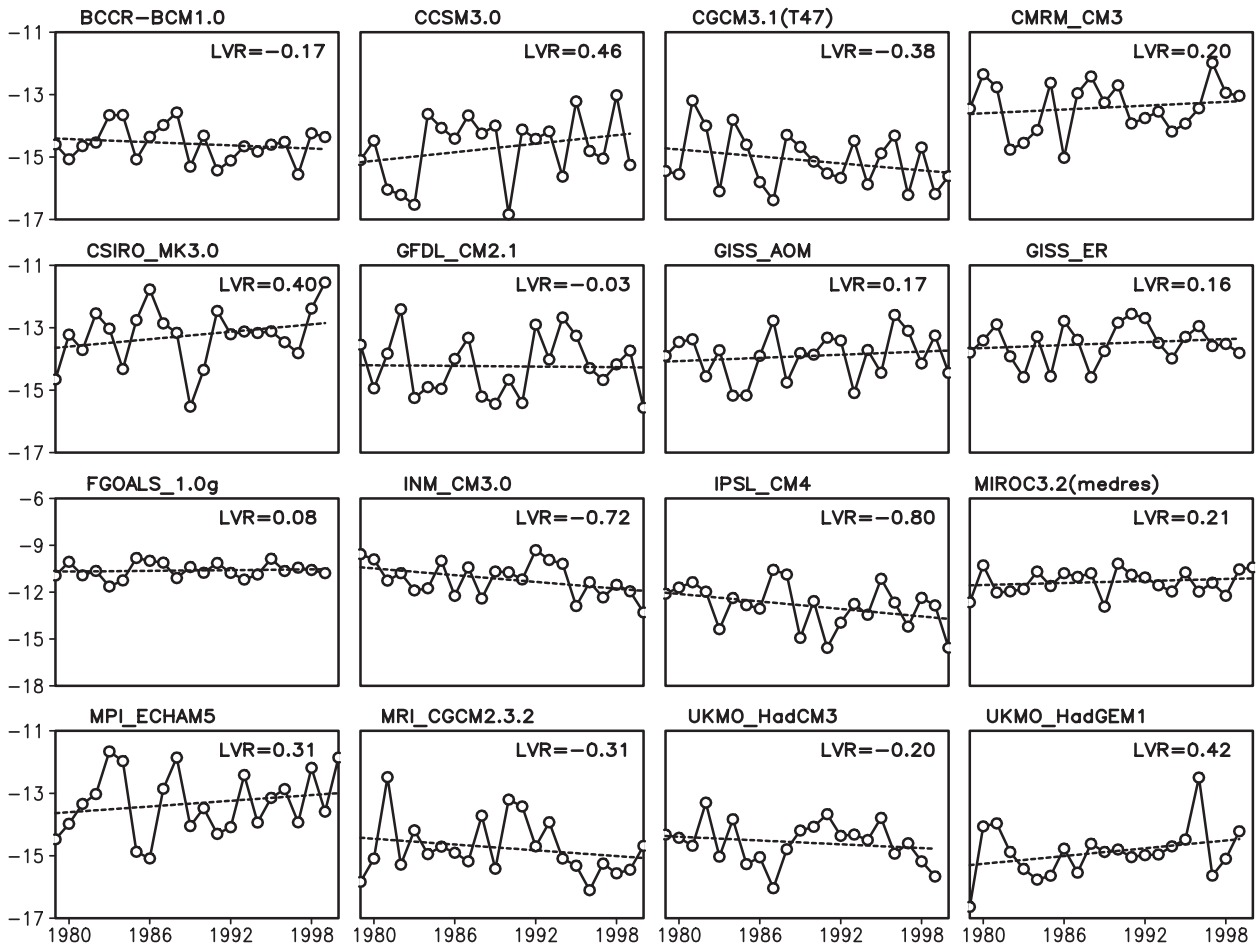 BCCR-BCM1.0 CCSM3.0 CGCM3.1(T47) CMRM_CM3
-11
LVR=-0.17 LVR=0.46 LVR=-0.38 LVR=0.20
-13
-15
-17
CSIRO_MK3.0 GFDL_CM2.1 GISS_AOM GISS_ER
-11
LVR=0.40 LVR=-0.03 LVR=0.17 LVR=0.16
-13
-15
-17
FGOALS_1.0g INM_CM3.0 IPSL_CM4 MIROC3.2(medres)
-6
LVR=0.08 LVR=-0.72 LVR=-0.80 LVR=0.21
-9
-12
-15
-18
MPI_ECHAM5 MRI_CGCM2.3.2 UKMO_HadCM3 UKMO_HadGEM1
-11
LVR=0.31 LVR=-0.31 LVR=-0.20 LVR=0.42
-13
-15
-17
1980 1986 1992 1998 1980 1986 1992 1998 1980 1986 1992 1998 1980 1986 1992 1998